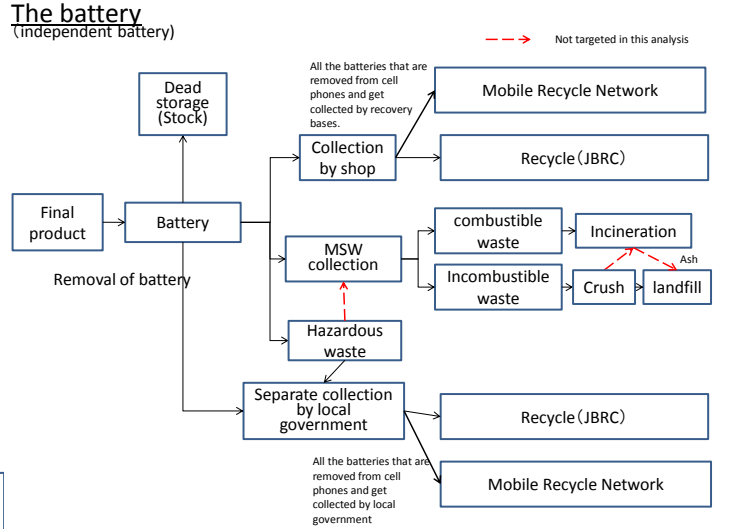 The battery
（independent battery)
Not targeted in this analysis
All the batteries that are
removed from cell
phones and get
collected by recovery
bases.
Dead
storage
(Stock)
Mobile Recycle Network
Collection
by shop
Recycle（JBRC）
Final
product
Battery
combustible
waste
Incineration
MSW
collection
Ash
Removal of battery
Incombustible
waste
Crush
landfill
Hazardous
waste
Separate collection
by local
government
Recycle（JBRC）
All the batteries that are
removed from cell
phones and get
collected by local
government
Mobile Recycle Network